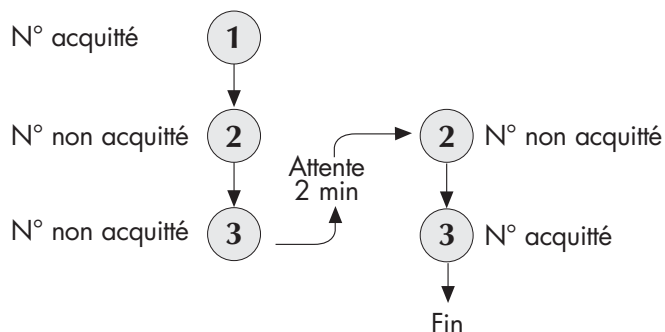 N° acquitté 1
N° non acquitté 2
N° non acquitté 3
Attente
2 min
2 N° non acquitté
3 N° acquitté
Fin